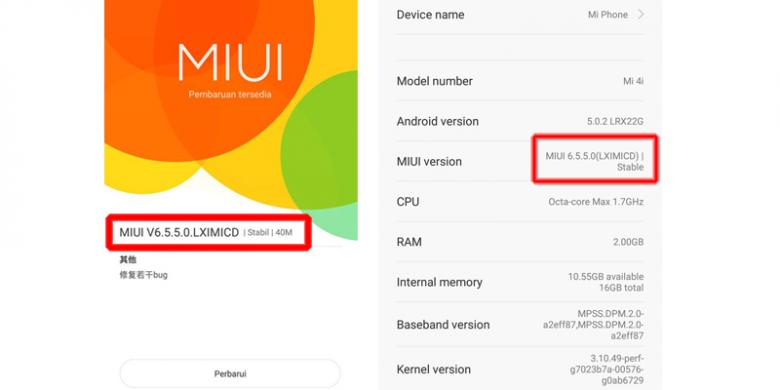 MIUI
Pembaruan tersedia
MIUI V6.5.5.0.LXIMICD | Stabil | 40M
其他
修复若干bug
Perbarui
Device name Mi Phone
Model number Mi 4i
Android version 5.0.2 LRX22G
MIUI version MIUI 6.5.5.0(LXIMICD) |
Stable
CPU Octa-core Max 1.7GHz
RAM 2.00GB
Internal memory 10.55GB available
16GB total
Baseband version MPSS.DPM.2.0-
a2eff87,MPSS.DPM.2.0-
a2eff87
Kernel version 3.10.49-perf-
g7023b7a-00576-
g0ab6729